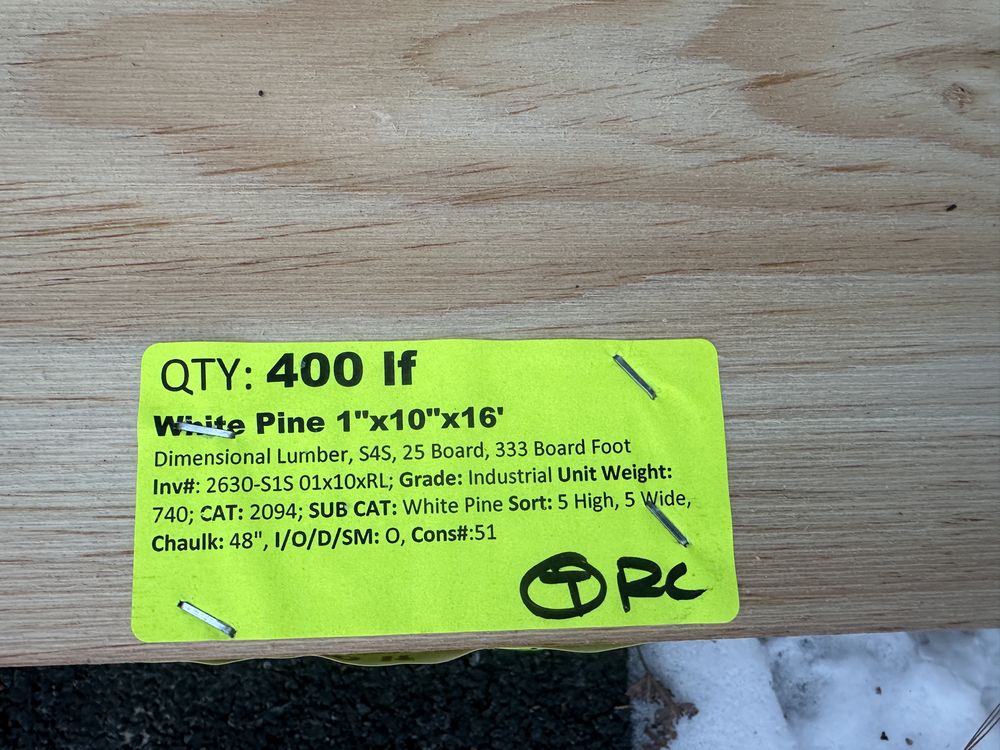 QTY: 400 lf
White Pine 1"x10"x16'
Dimensional Lumber, S4S, 25 Board, 333 Board Foot
Inv#: 2630-S1S 01x10xRL; Grade: Industrial Unit Weight:
740; CAT: 2094; SUB CAT: White Pine Sort: 5 High, 5 Wide,
Chaulk: 48", I/O/D/SM: O, Cons#:51
T RC